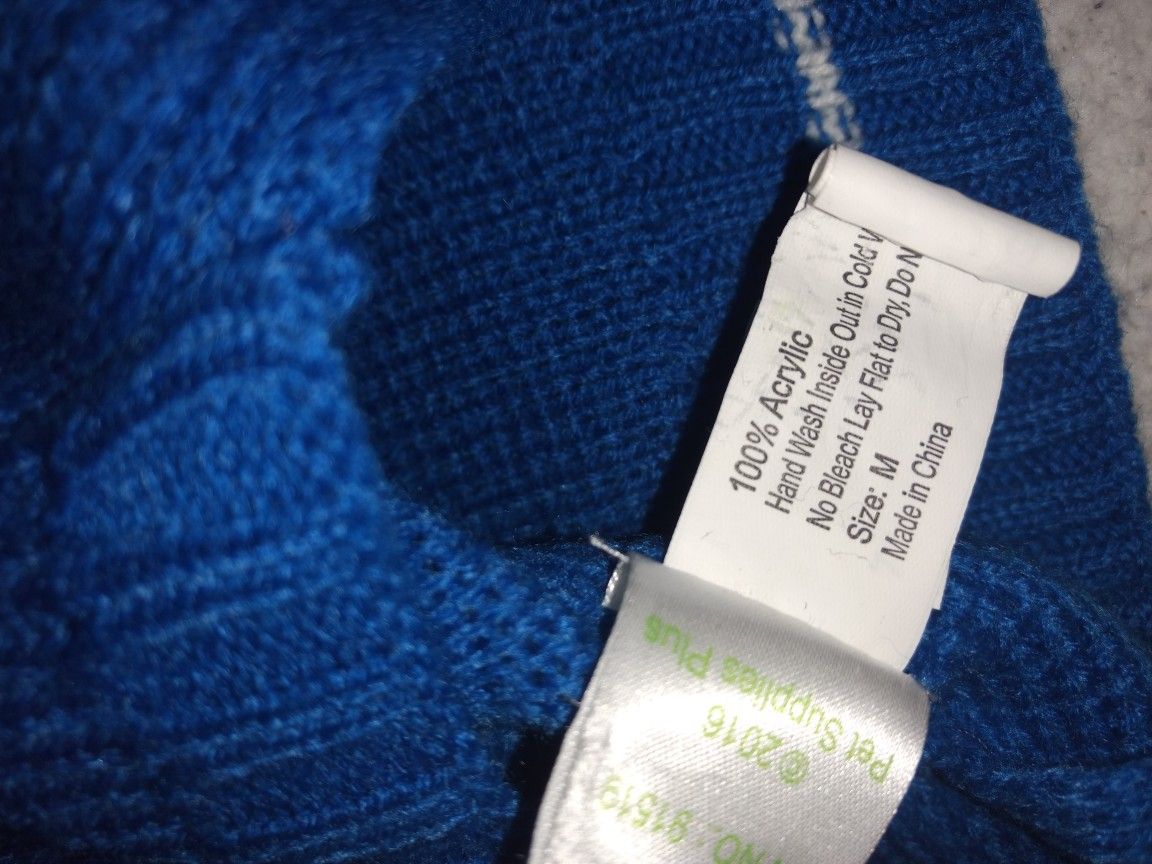 100% Acrylic
Hand Wash Inside Out in Cold W
No Bleach Lay Flat to Dry, Do N
Size: M
Made in China
Pet Supplies Plus
© 2016
NO.: 91519